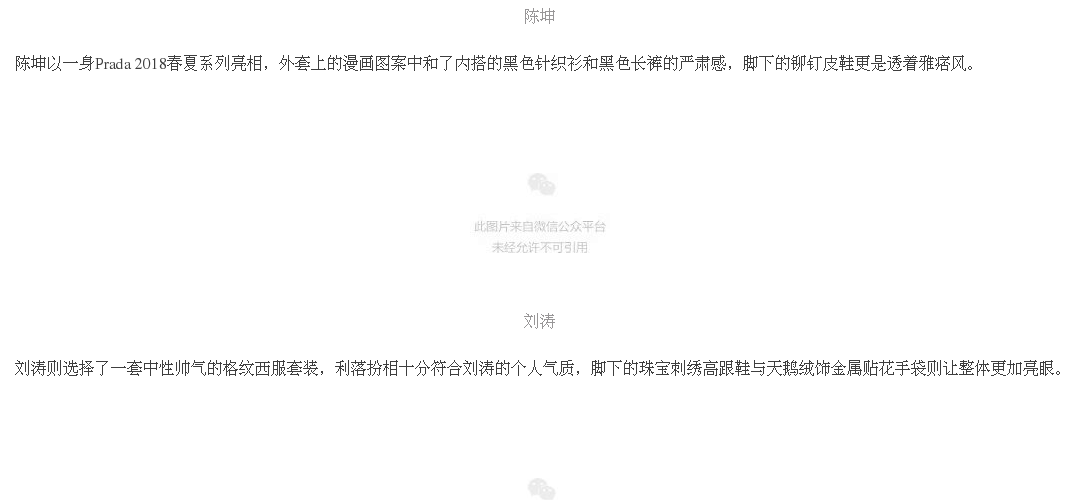 陈坤
陈坤以一身Prada 2018春夏系列亮相，外套上的漫画图案中和了内搭的黑色针织衫和黑色长裤的严肃感，脚下的铆钉皮鞋更是透着雅痞风。
此图片来自微信公众平台
未经允许不可引用
刘涛
刘涛则选择了一套中性帅气的格纹西服套装，利落扮相十分符合刘涛的个人气质，脚下的珠宝刺绣高跟鞋与天鹅绒饰金属贴花手袋则让整体更加亮眼。